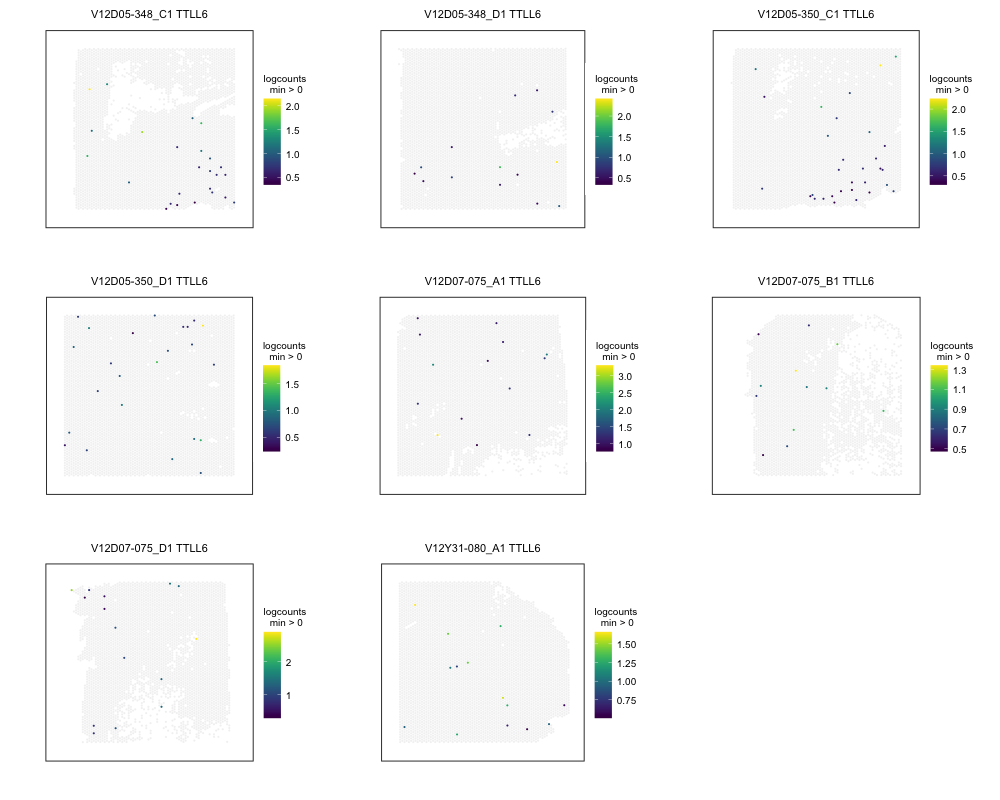 V12D05-348_C1 TTLL6
logcounts
min > 0
2.0
1.5
1.0
0.5
V12D05-348_D1 TTLL6
logcounts
min > 0
2.0
1.5
1.0
0.5
V12D05-350_C1 TTLL6
logcounts
min > 0
2.0
1.5
1.0
0.5
V12D05-350_D1 TTLL6
logcounts
min > 0
1.5
1.0
0.5
V12D07-075_A1 TTLL6
logcounts
min > 0
3.0
2.5
2.0
1.5
1.0
V12D07-075_B1 TTLL6
logcounts
min > 0
1.3
1.1
0.9
0.7
0.5
V12D07-075_D1 TTLL6
logcounts
min > 0
2
1
V12Y31-080_A1 TTLL6
logcounts
min > 0
1.50
1.25
1.00
0.75